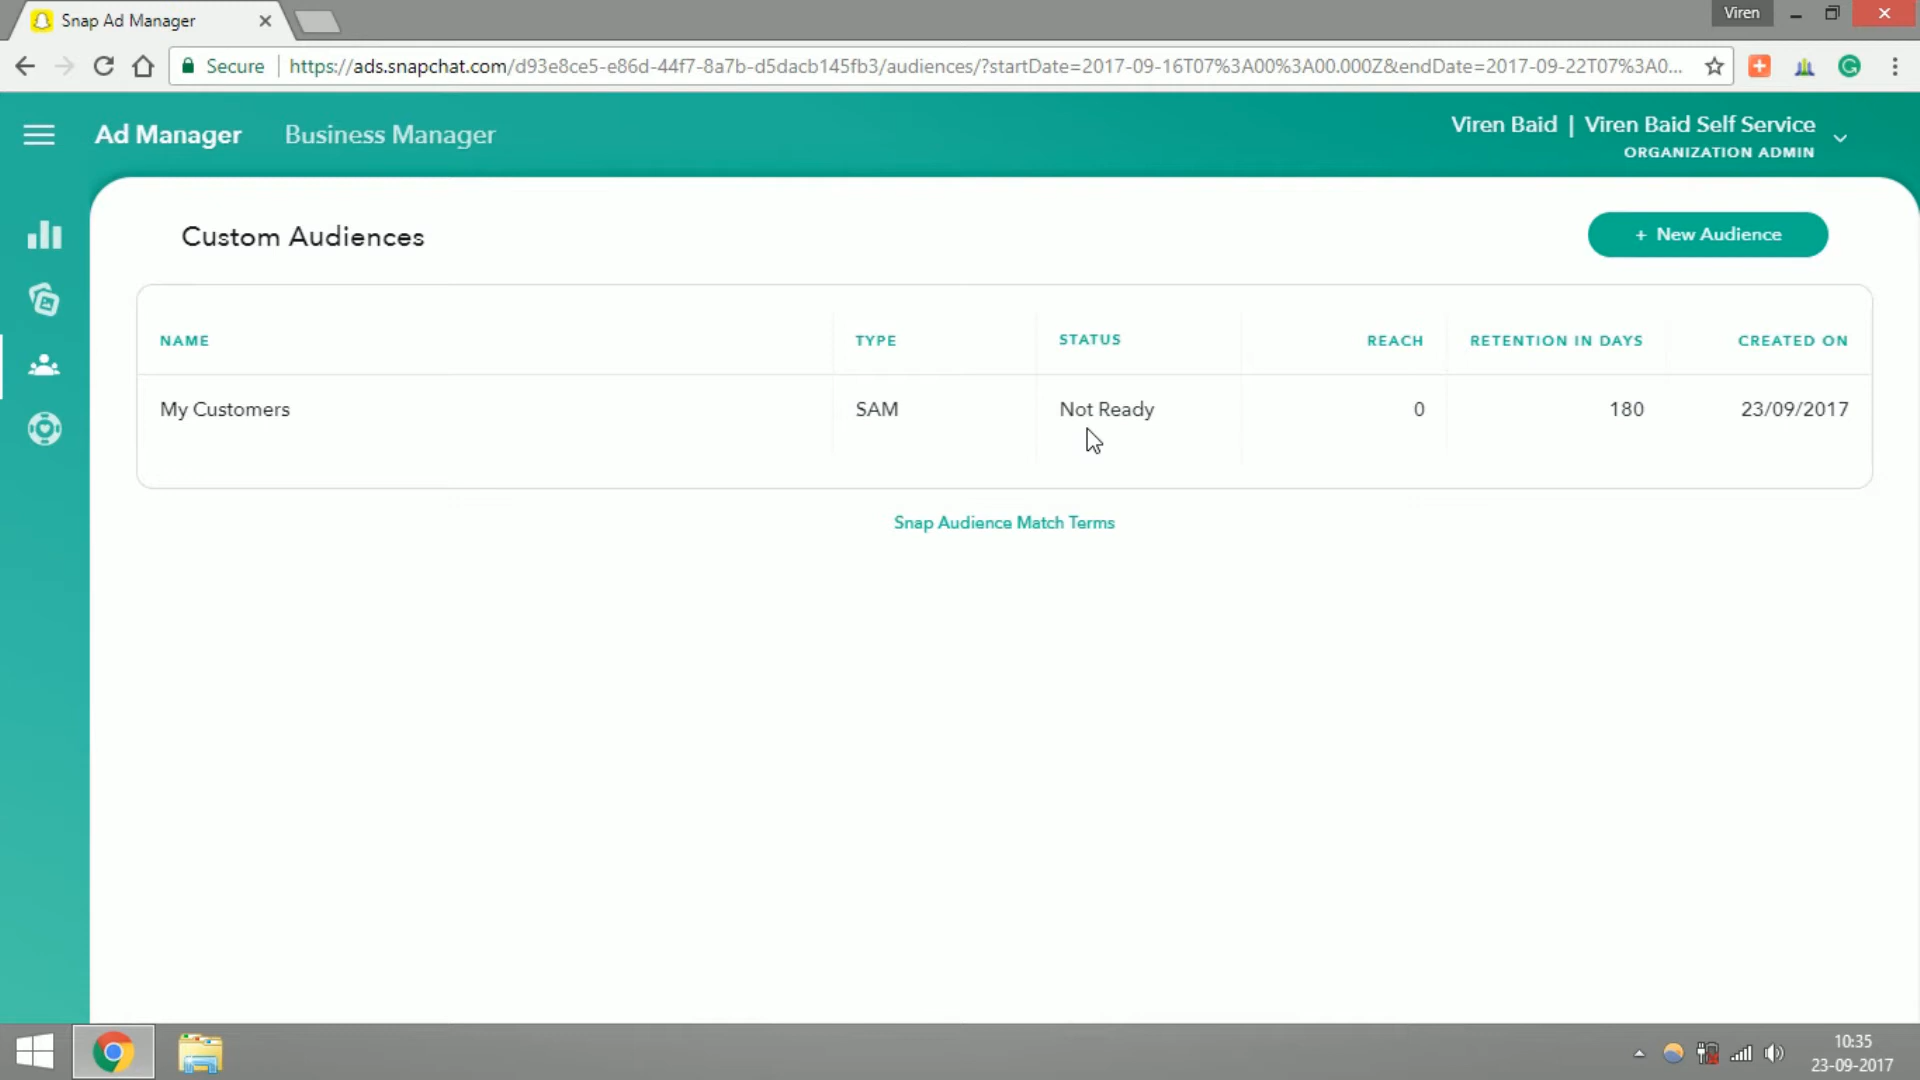 Snap Ad Manager
Viren
Secure
https://ads.snapchat.com/d93e8ce5-e86d-44f7-8a7b-d5dacb145fb3/audiences/?startDate=2017-09-16T07%3A00%3A00.000Z&endDate=2017-09-22T07%3A0...
Ad Manager
Business Manager
Viren Baid | Viren Baid Self Service
ORGANIZATION ADMIN
Custom Audiences
+ New Audience
NAME
TYPE
STATUS
REACH
RETENTION IN DAYS
CREATED ON
My Customers
SAM
Not Ready
0
180
23/09/2017
Snap Audience Match Terms
10:35
23-09-2017